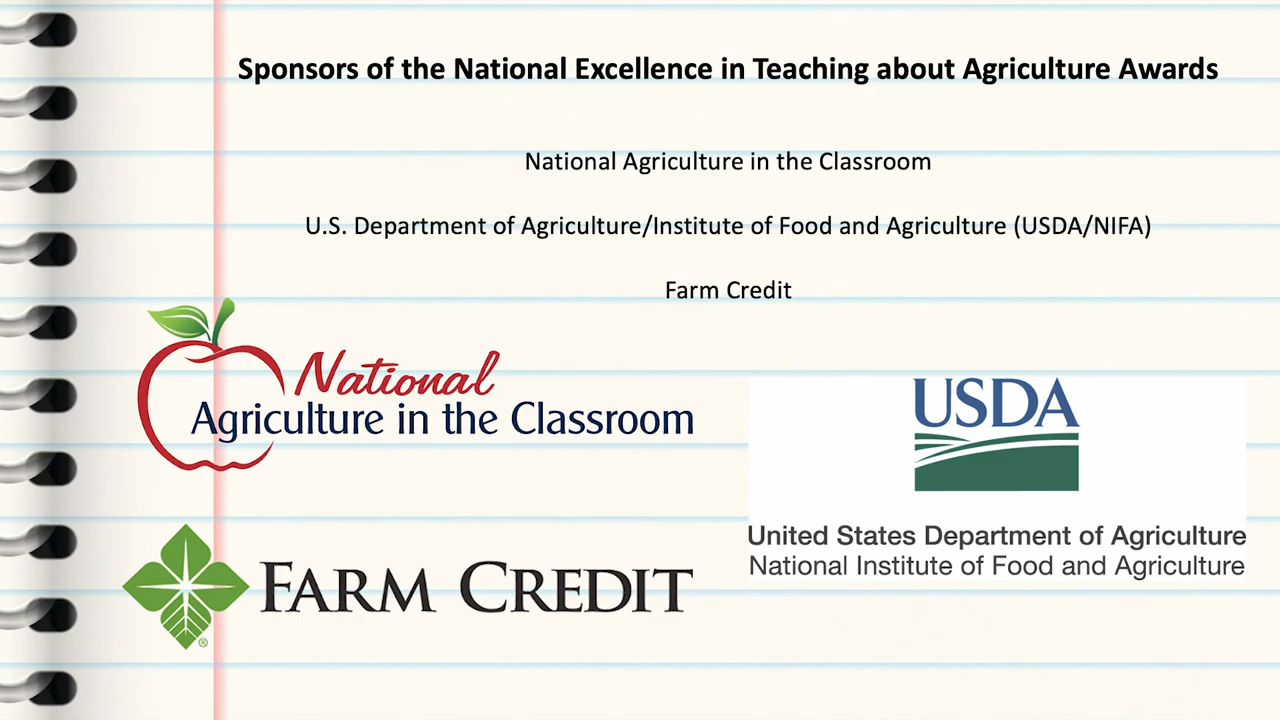 Sponsors of the National Excellence in Teaching about Agriculture Awards
National Agriculture in the Classroom
U.S. Department of Agriculture/Institute of Food and Agriculture (USDA/NIFA)
Farm Credit
National
Agriculture in the Classroom
USDA
United States Department of Agriculture
National Institute of Food and Agriculture
FARM CREDIT
®